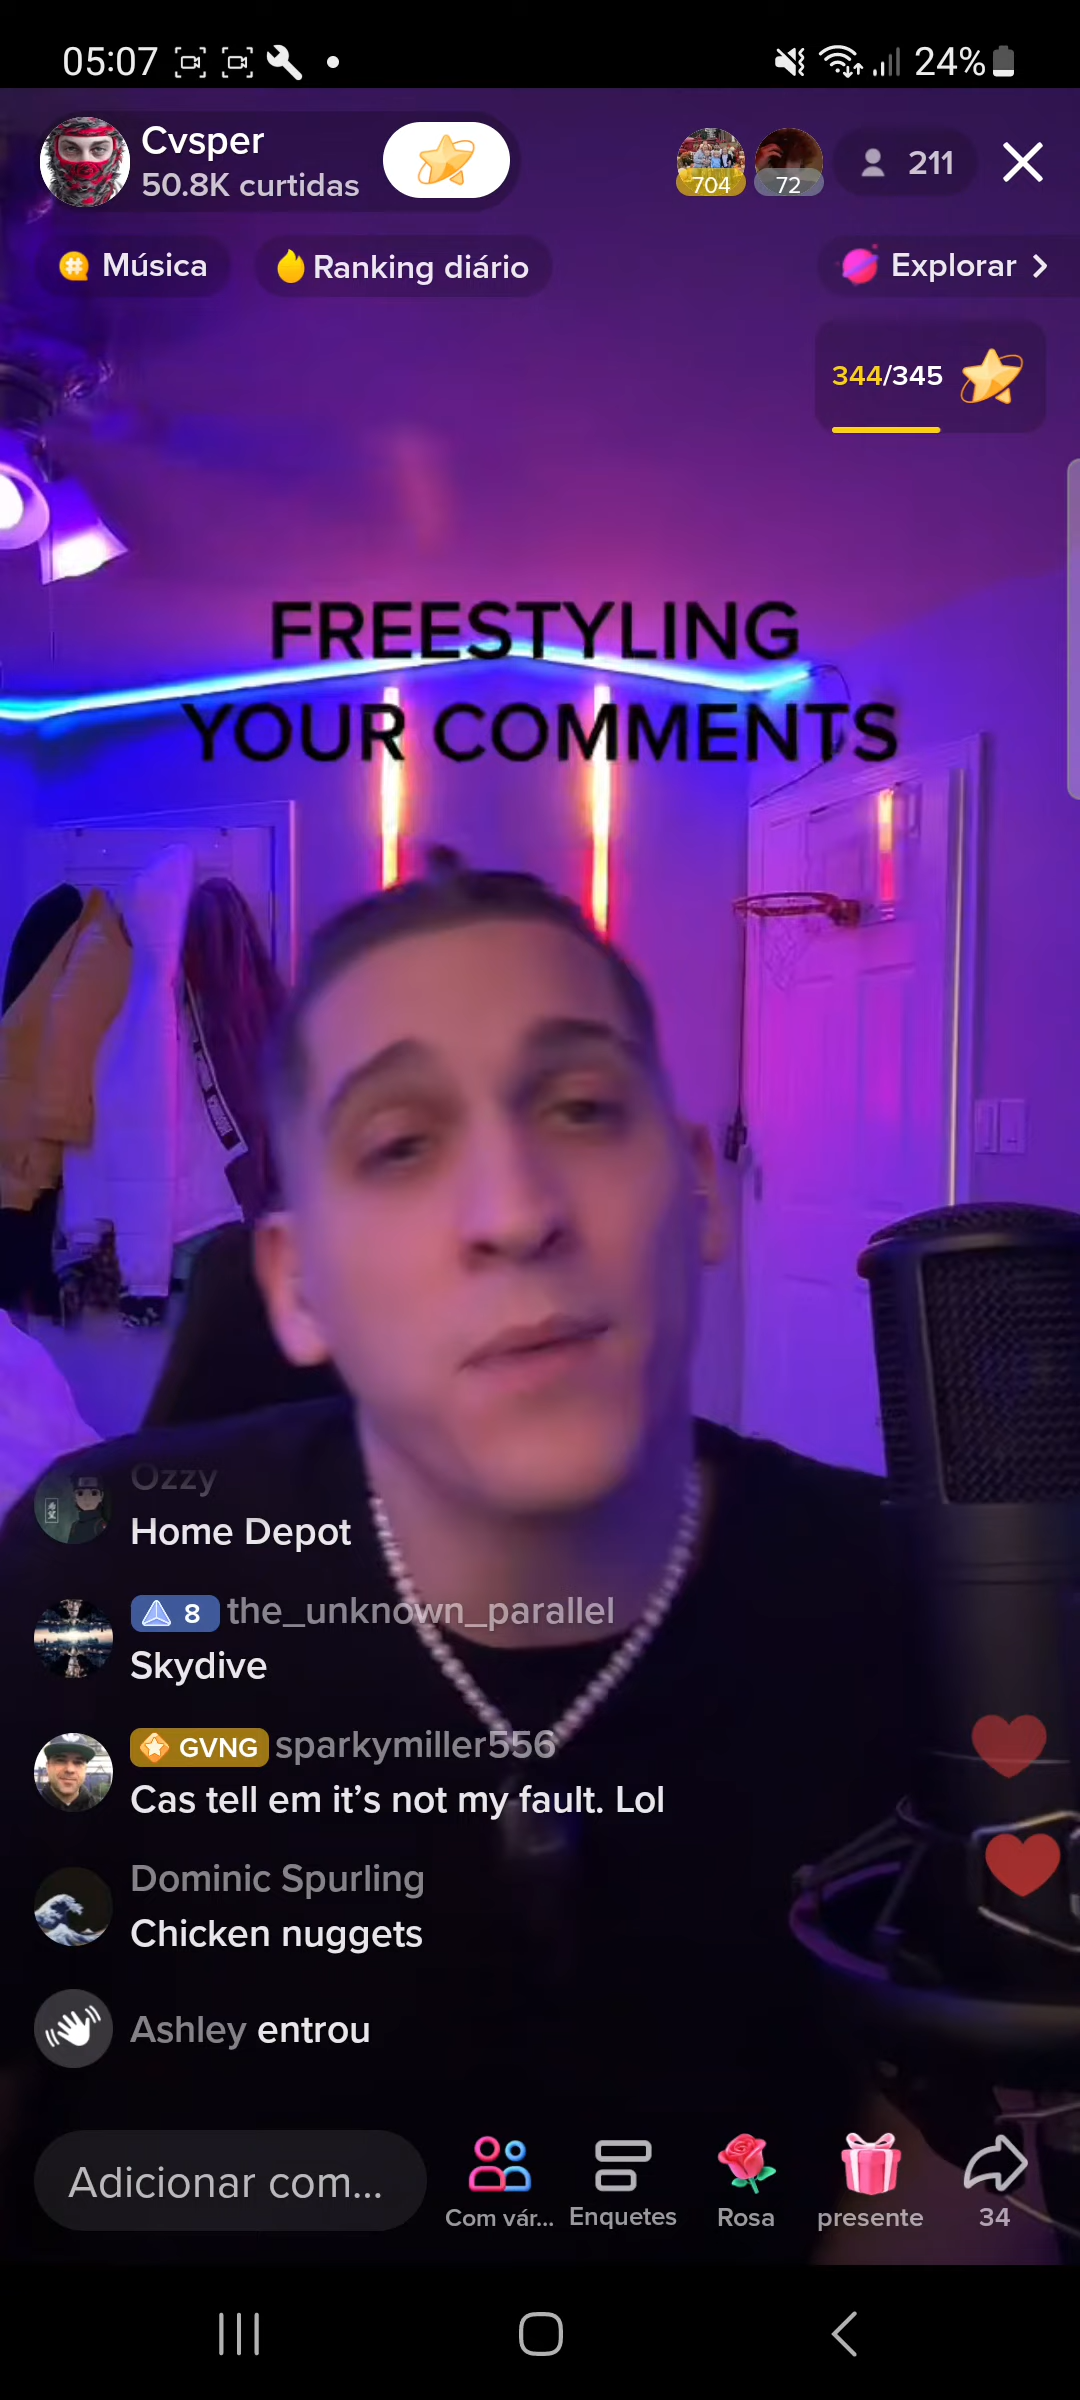 05:07
24%
Cvsper
50.8K curtidas
704
72
211
Música
Ranking diário
Explorar
344/345
FREESTYLING
YOUR COMMENTS
Ozzy
Home Depot
8 the_unknown_parallel
Skydive
GVNG sparkymiller556
Cas tell em it’s not my fault. Lol
Dominic Spurling
Chicken nuggets
Ashley entrou
Adicionar com...
Com vár...
Enquetes
Rosa
presente
34